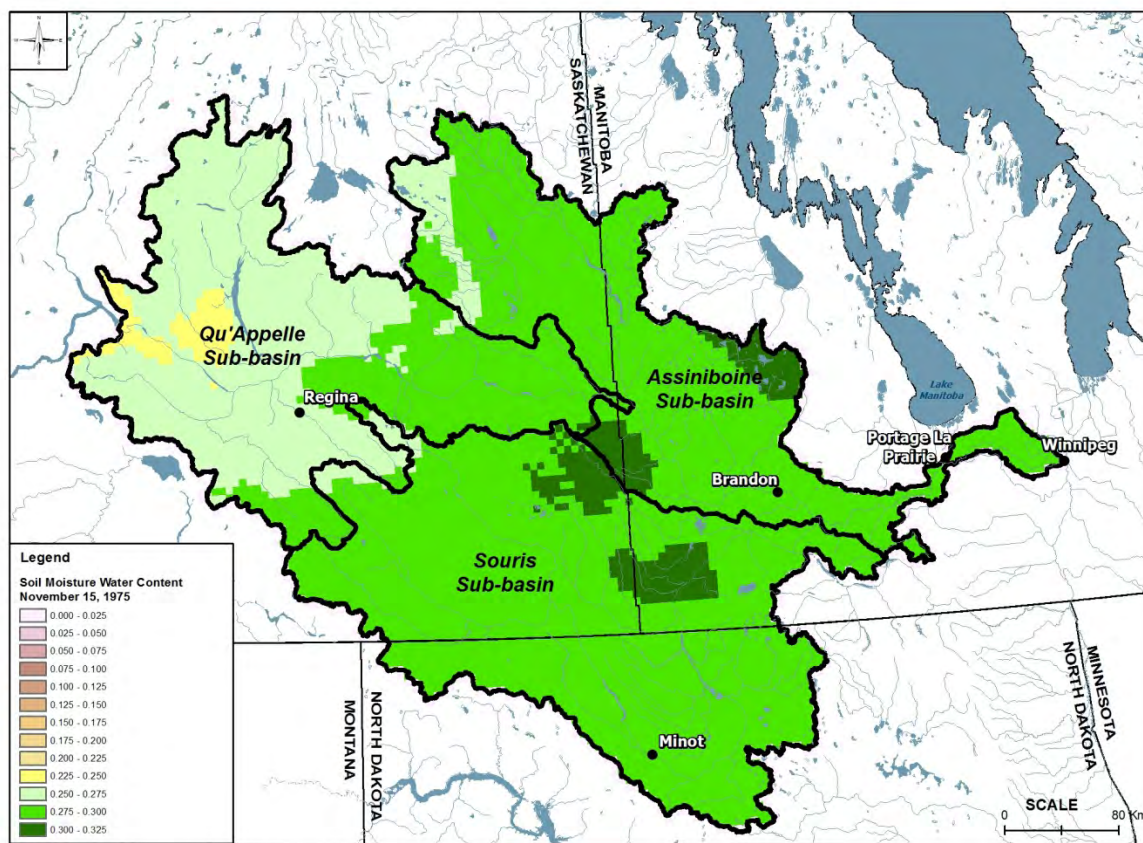 SASKATCHEWAN
MANITOBA
Qu'Appelle
Sub-basin
Regina
Assiniboine
Sub-basin
Lake
Manitoba
Portage La
Prairie
Winnipeg
Brandon
Souris
Sub-basin
Minot
MONTANA
NORTH DAKOTA
NORTH DAKOTA
MINNESOTA
Legend
Soil Moisture Water Content
November 15, 1975
0.000 - 0.025
0.025 - 0.050
0.050 - 0.075
0.075 - 0.100
0.100 - 0.125
0.125 - 0.150
0.150 - 0.175
0.175 - 0.200
0.200 - 0.225
0.225 - 0.250
0.250 - 0.275
0.275 - 0.300
0.300 - 0.325
SCALE
0 80 Km